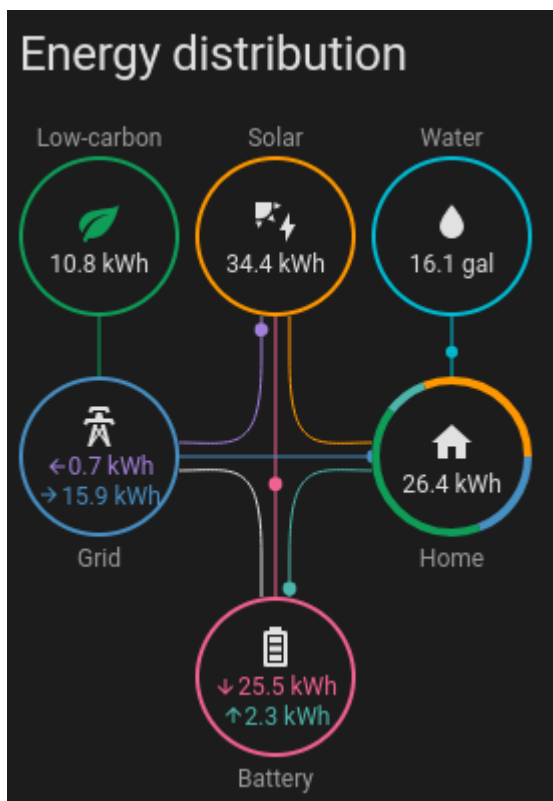 Energy distribution
Low-carbon
Solar
Water
10.8 kWh
34.4 kWh
16.1 gal
←0.7 kWh
→15.9 kWh
26.4 kWh
Grid
Home
↓25.5 kWh
↑2.3 kWh
Battery